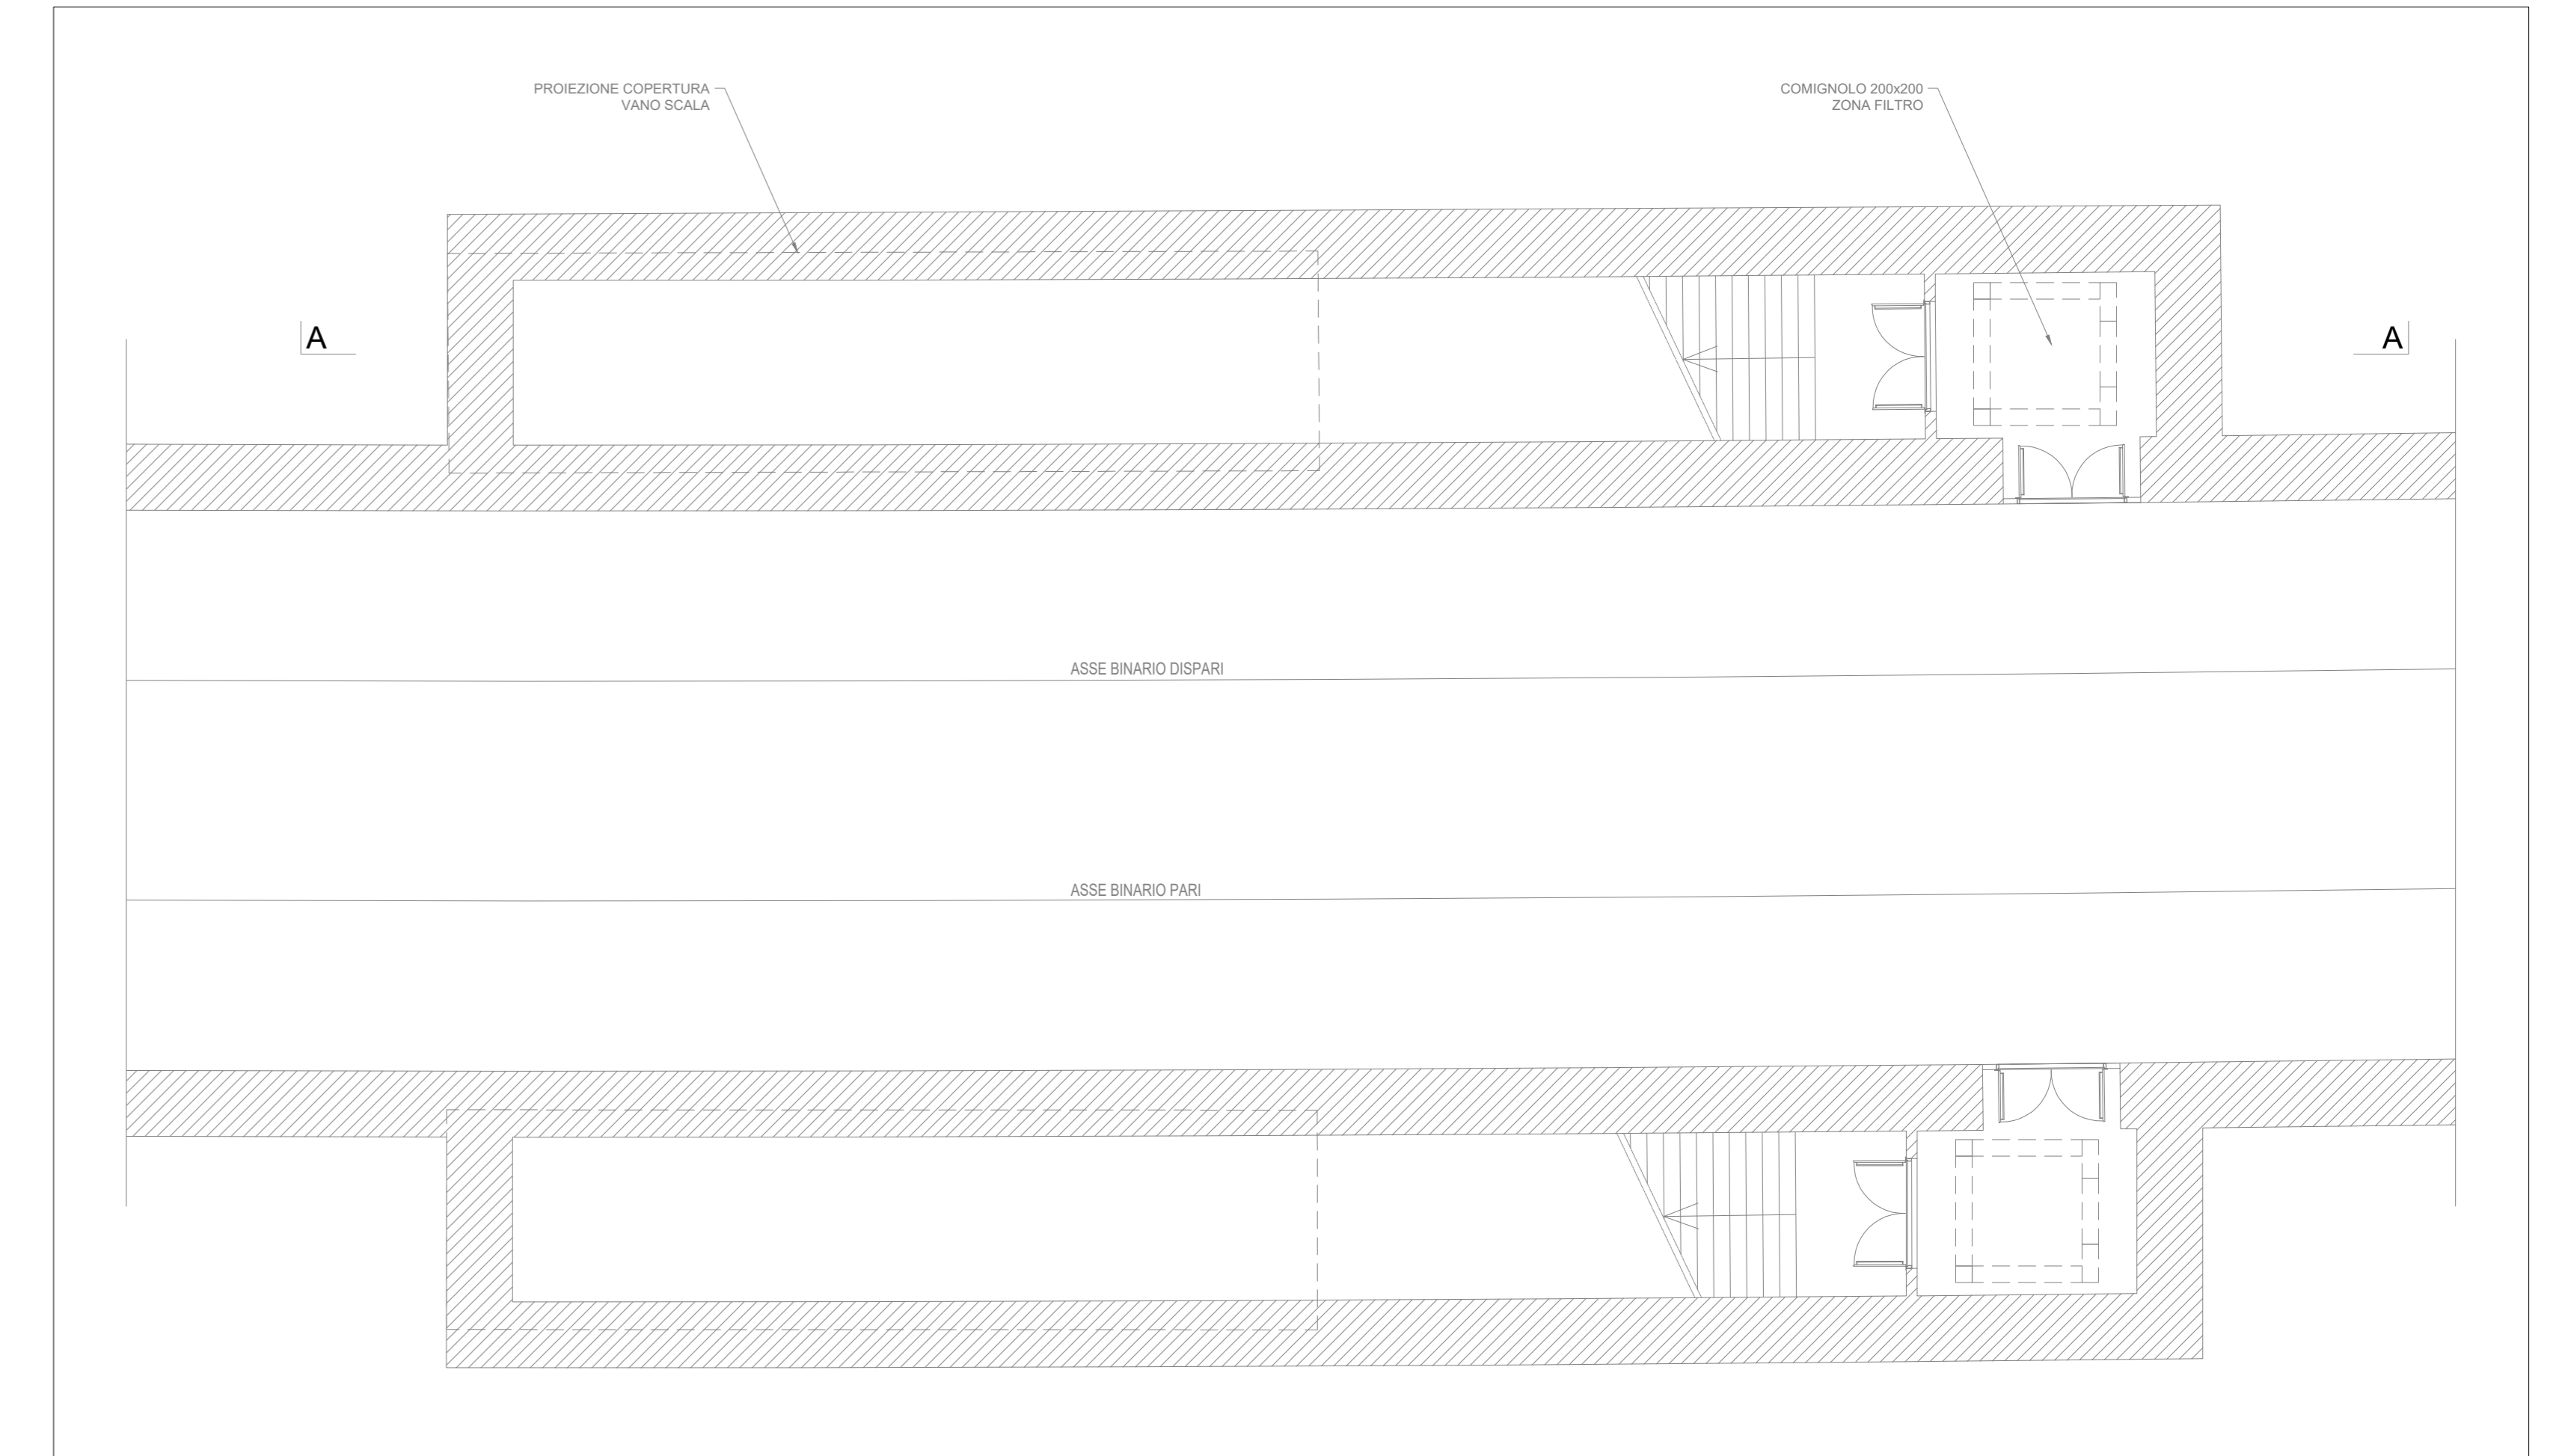 PROIEZIONE COPERTURA
VANO SCALA
COMIGNOLO 200x200
ZONA FILTRO
A
A
ASSE BINARIO DISPARI
ASSE BINARIO PARI